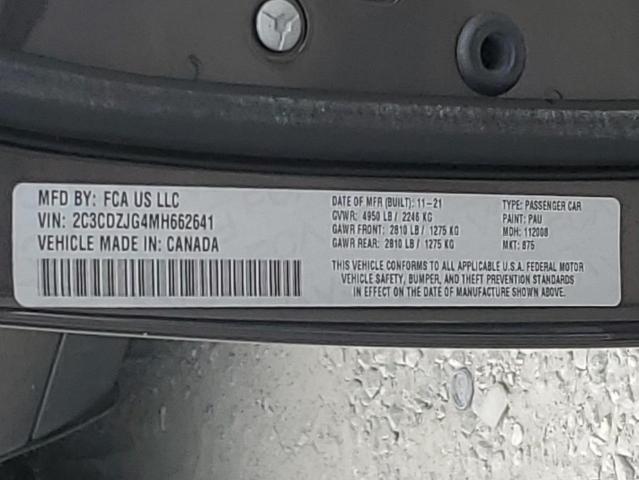 MFD BY: FCA US LLC
VIN: 2C3CDZJG4MH662641
VEHICLE MADE IN: CANADA
DATE OF MFR (BUILT): 11-21
GVWR: 4950 LB / 2246 KG
GAWR FRONT: 2810 LB / 1275 KG
GAWR REAR: 2810 LB / 1275 KG
TYPE: PASSENGER CAR
PAINT: PAU
MDH: 112008
MKT: 875
THIS VEHICLE CONFORMS TO ALL APPLICABLE U.S.A. FEDERAL MOTOR
VEHICLE SAFETY, BUMPER, AND THEFT PREVENTION STANDARDS
IN EFFECT ON THE DATE OF MANUFACTURE SHOWN ABOVE.